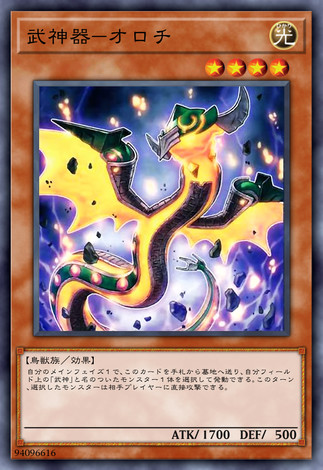 武神器−オロチ
光
【鳥獣族／効果】
自分のメインフェイズ１で、このカードを手札から墓地へ送り、自分フィール
ド上の「武神」と名のついたモンスター１体を選択して発動できる。このターン、
選択したモンスターは相手プレイヤーに直接攻撃できる。
ATK/ 1700 DEF/ 500
94096616